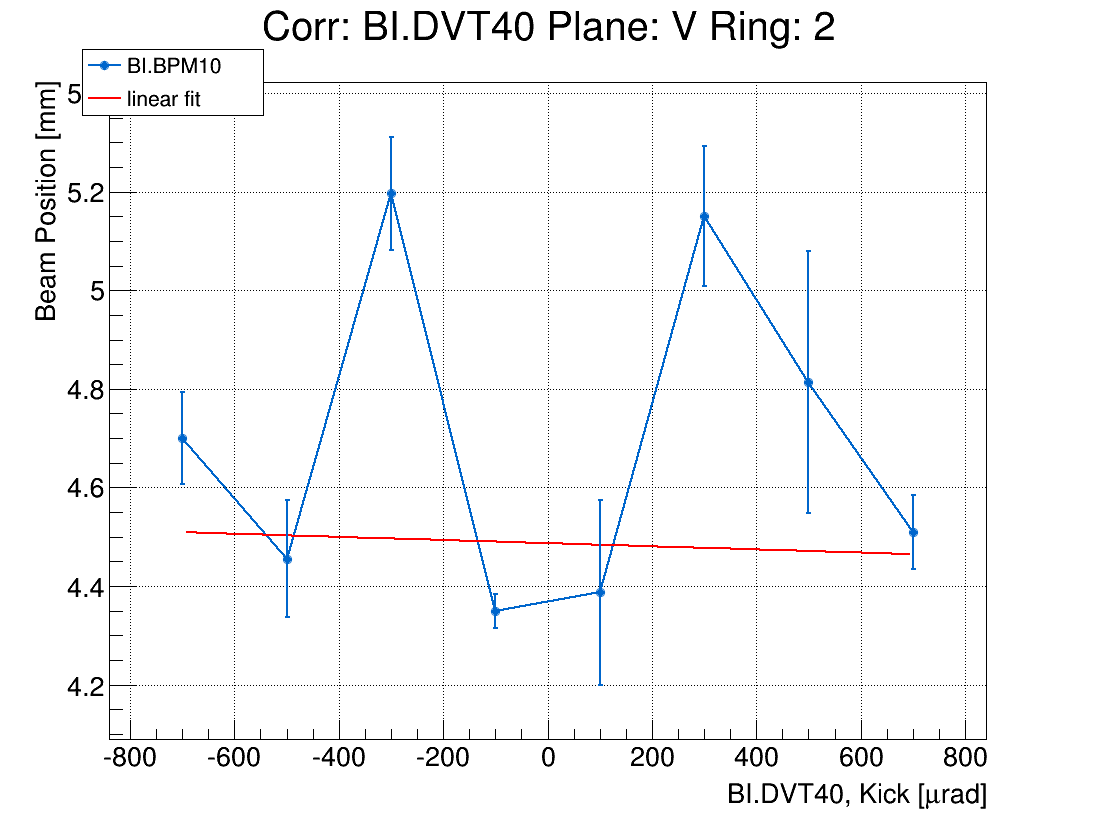 Corr: BI.DVT40 Plane: V Ring: 2
BI.BPM10
linear fit
Beam Position [mm]
5
5.2
5
4.8
4.6
4.4
4.2
-800 -600 -400 -200 0 200 400 600 800
BI.DVT40, Kick [μrad]